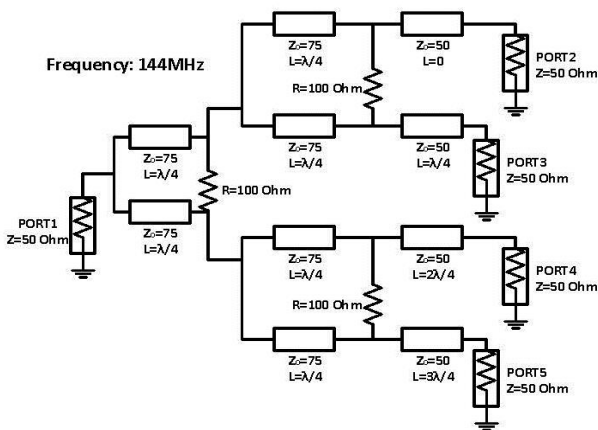 Frequency: 144MHz
Z₀=75
L=λ/4
Z₀=50
L=0
PORT2
Z=50 Ohm
R=100 Ohm
Z₀=75
L=λ/4
Z₀=75
L=λ/4
Z₀=50
L=λ/4
PORT3
Z=50 Ohm
R=100 Ohm
PORT1
Z=50 Ohm
Z₀=75
L=λ/4
Z₀=75
L=λ/4
Z₀=50
L=2λ/4
PORT4
Z=50 Ohm
R=100 Ohm
Z₀=75
L=λ/4
Z₀=50
L=3λ/4
PORT5
Z=50 Ohm